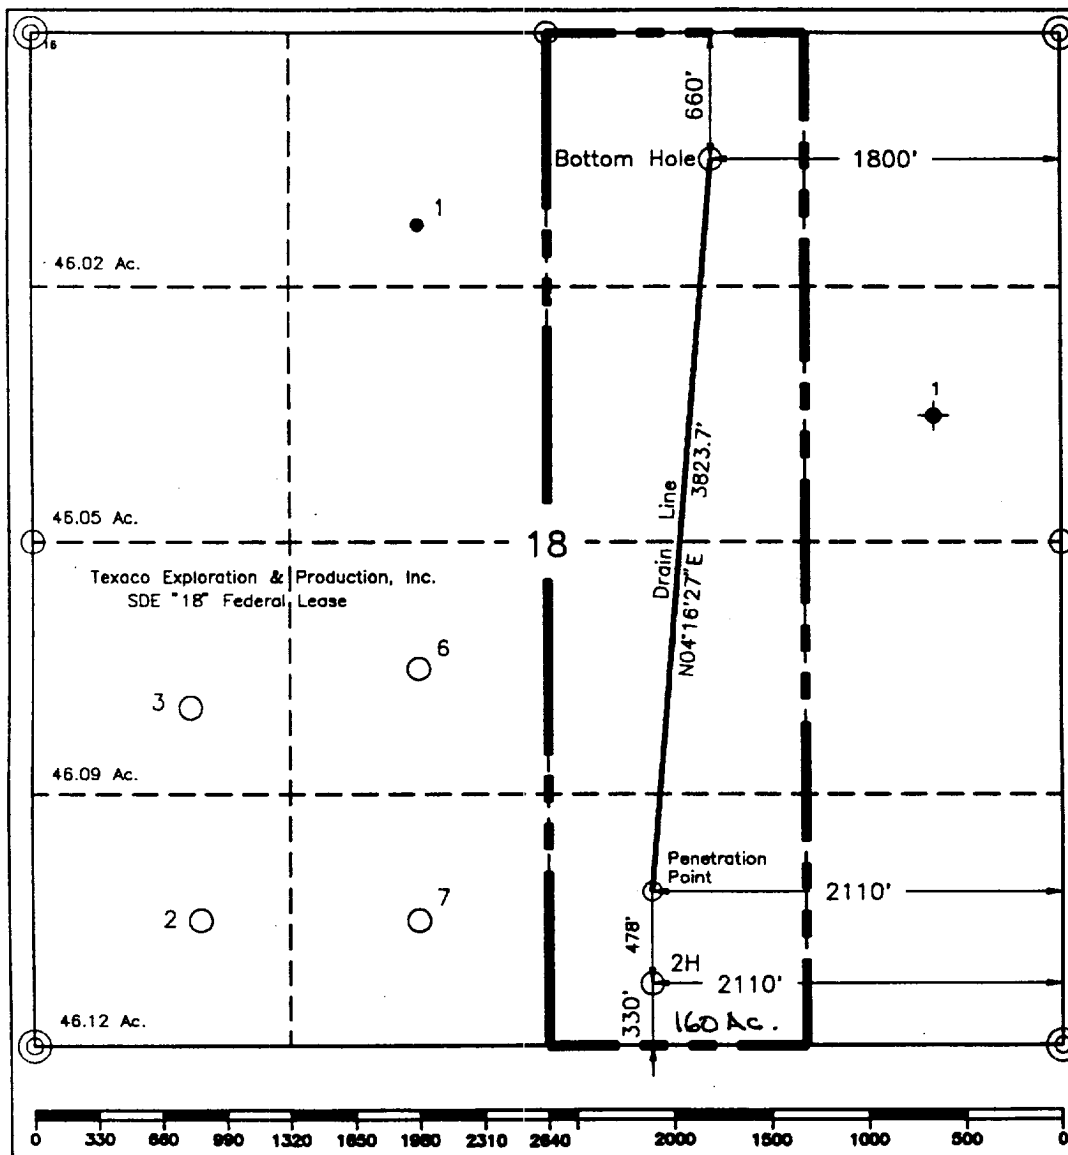 16
660'
Bottom Hole
1800'
1
46.02 Ac.
1
Drain Line
3823.7'
46.05 Ac.
18
Texaco Exploration & Production, Inc.
SDE "18" Federal Lease
N04°16'27"E
6
3
46.09 Ac.
Penetration
Point
2110'
2
7
478'
2H
2110'
330'
160 Ac.
46.12 Ac.
0 330 660 990 1320 1650 1980 2310 2640 2000 1500 1000 500 0